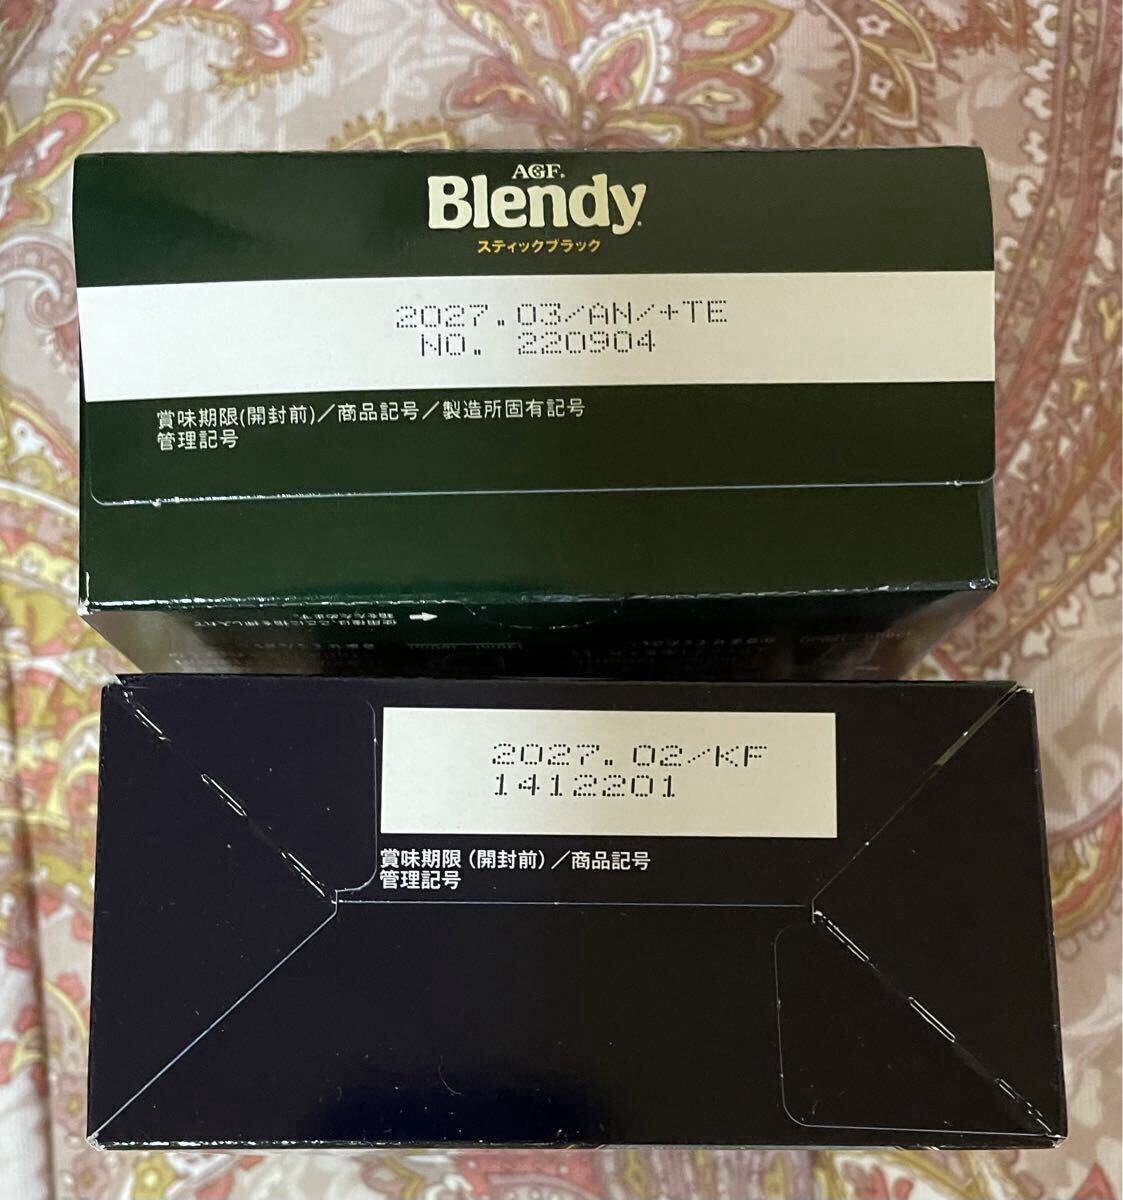 AGF
Blendy
スティックブラック
2027.03/AN/+TE
NO. 220904
賞味期限(開封前)／商品記号／製造所固有記号
管理記号
2027.02/KF
1412201
賞味期限（開封前）／商品記号
管理記号